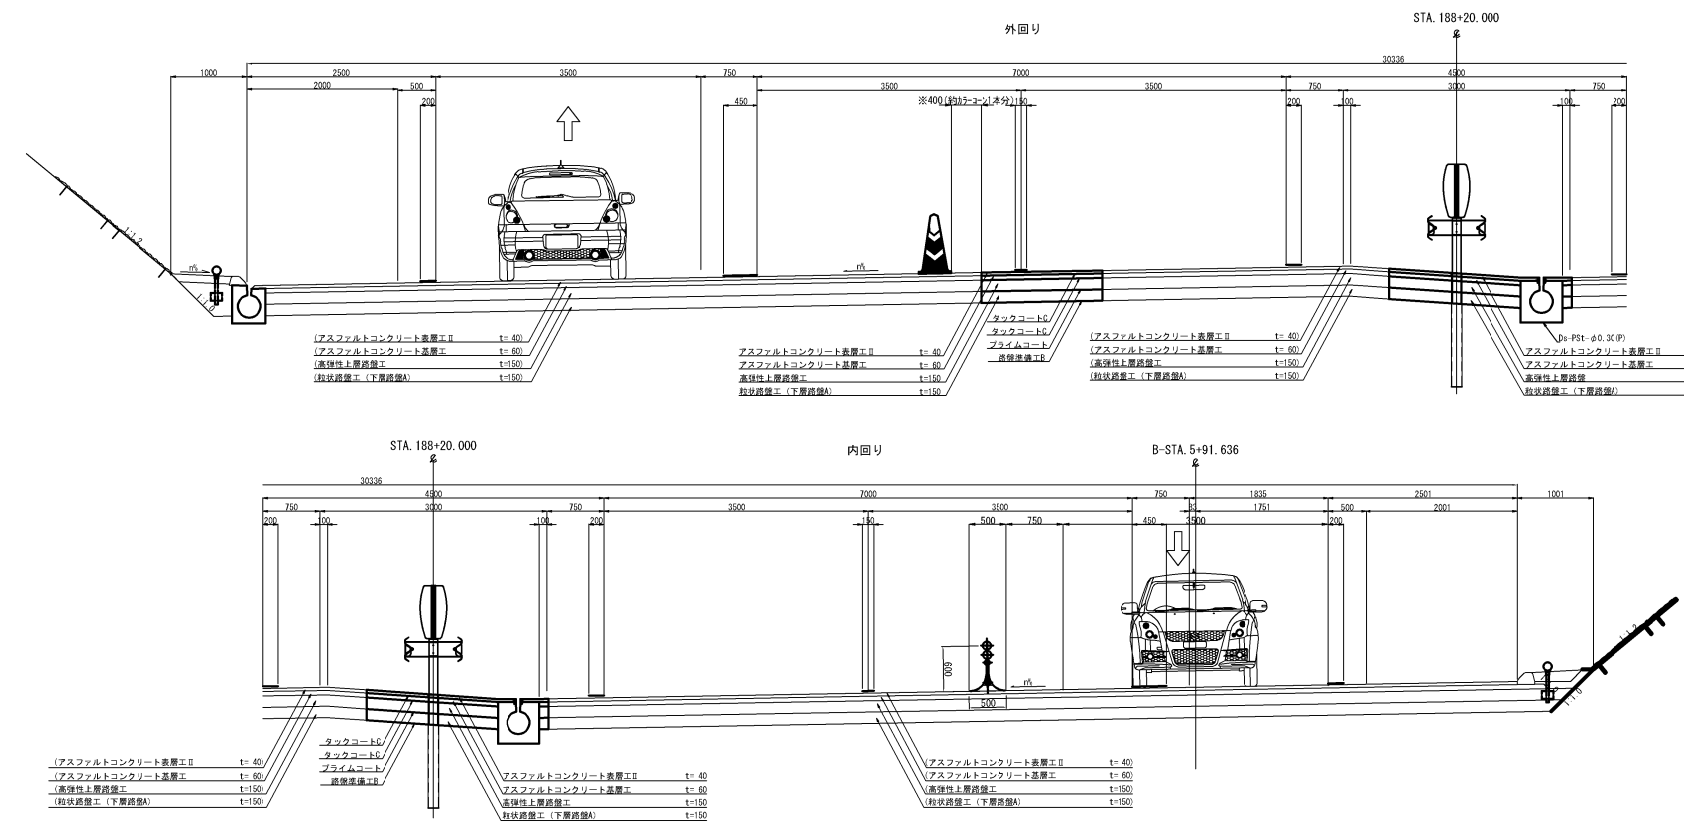 外回り
STA.188+20.000
30336
1000
2500
3500
750
7000
4500
2000
500
3500
3500
750
3000
750
200
450
※400(約ｶﾗｰｺｰﾝ1本分)
150
200
100
100
200
1:1.2
n%
1:1.0
n%
(アスファルトコンクリート表層工Ⅱ t= 40)
(アスファルトコンクリート基層工 t= 60)
(高弾性上層路盤工 t=150)
(粒状路盤工（下層路盤A) t=150)
アスファルトコンクリート表層工Ⅱ t= 40
アスファルトコンクリート基層工 t= 60
高弾性上層路盤工 t=150
粒状路盤工（下層路盤A) t=150
タックコートC
タックコートC
プライムコート
路盤準備工B
(アスファルトコンクリート表層工Ⅱ t= 40)
(アスファルトコンクリート基層工 t= 60)
(高弾性上層路盤工 t=150)
(粒状路盤工（下層路盤A) t=150)
Ds-PSt-φ0.30(P)
アスファルトコンクリート表層工Ⅱ
アスファルトコンクリート基層工
高弾性上層路盤
粒状路盤工（下層路盤A)
STA.188+20.000
内回り
B-STA.5+91.636
30336
4500
7000
750
1835
2501
1001
750
3000
750
3500
3500
83
1751
500
2001
200
100
100
200
150
500
750
450
3500
200
600
500
n%
1:1.2
1:1.0
(アスファルトコンクリート表層工Ⅱ t= 40)
(アスファルトコンクリート基層工 t= 60)
(高弾性上層路盤工 t=150)
(粒状路盤工（下層路盤A) t=150)
タックコートC
タックコートC
プライムコート
路盤準備工B
アスファルトコンクリート表層工Ⅱ t= 40
アスファルトコンクリート基層工 t= 60
高弾性上層路盤工 t=150
粒状路盤工（下層路盤A) t=150
(アスファルトコンクリート表層工Ⅱ t= 40)
(アスファルトコンクリート基層工 t= 60)
(高弾性上層路盤工 t=150)
(粒状路盤工（下層路盤A) t=150)